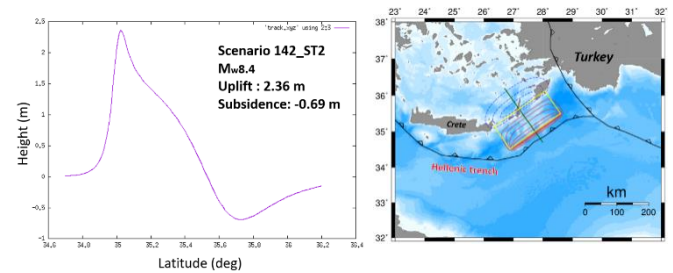 'track.xyz' using 2:3
Scenario 142_ST2
Mw8.4
Uplift : 2.36 m
Subsidence: -0.69 m
2.5
2
1.5
1
0.5
0
-0.5
-1
Height (m)
34.6 34.8 35 35.2 35.4 35.6 35.8 36 36.2 36.4
Latitude (deg)
23° 24° 25° 26° 27° 28° 29° 30° 31° 32°
38°
37°
36°
35°
34°
33°
32°
Turkey
Crete
Hellenic trench
km
0 100 200